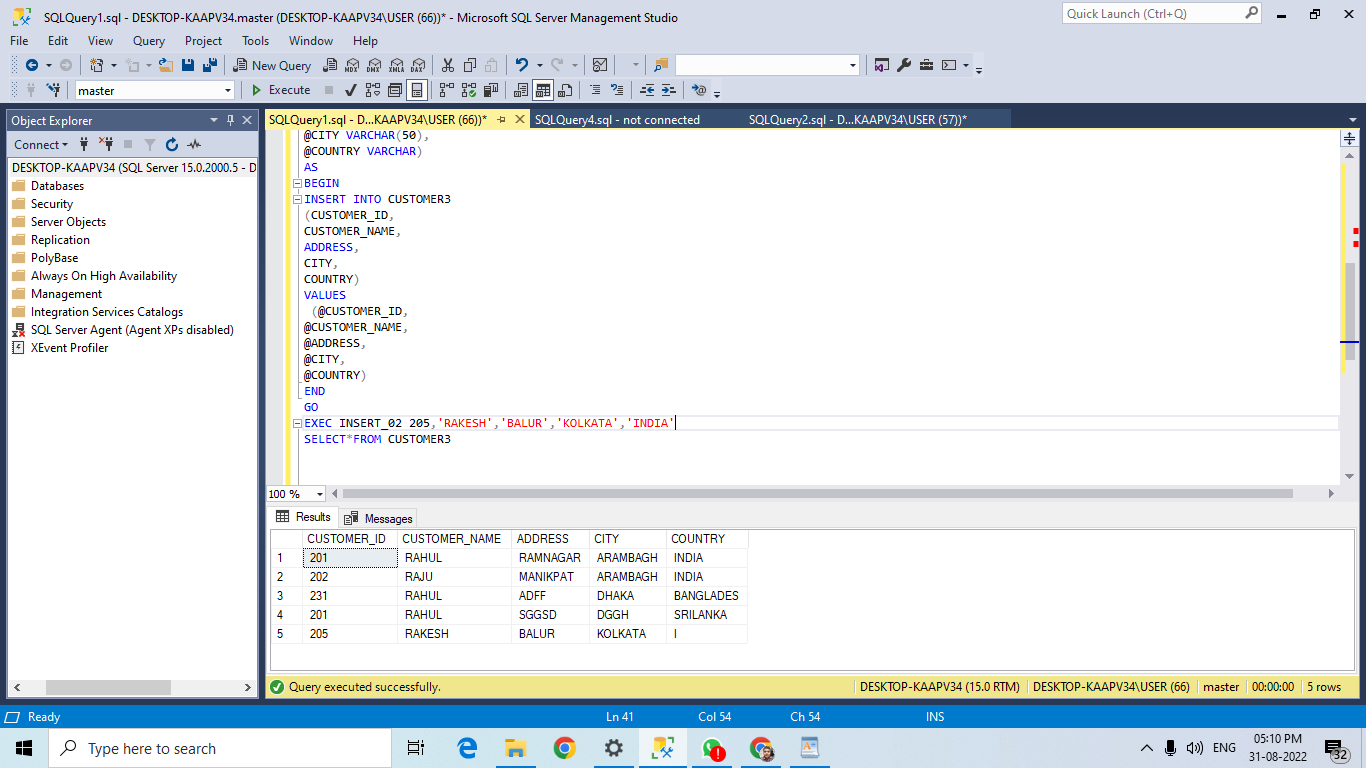 SQLQuery1.sql - DESKTOP-KAAPV34.master (DESKTOP-KAAPV34\USER (66))* - Microsoft SQL Server Management Studio
Quick Launch (Ctrl+Q)
File Edit View Query Project Tools Window Help
New Query MDX DMX XMLA DAX
master Execute
Object Explorer
Connect
DESKTOP-KAAPV34 (SQL Server 15.0.2000.5 - D
Databases
Security
Server Objects
Replication
PolyBase
Always On High Availability
Management
Integration Services Catalogs
SQL Server Agent (Agent XPs disabled)
XEvent Profiler
SQLQuery1.sql - D...KAAPV34\USER (66))* SQLQuery4.sql - not connected SQLQuery2.sql - D...KAAPV34\USER (57))*
@CITY VARCHAR(50),
@COUNTRY VARCHAR)
AS
BEGIN
INSERT INTO CUSTOMER3
(CUSTOMER_ID,
CUSTOMER_NAME,
ADDRESS,
CITY,
COUNTRY)
VALUES
(@CUSTOMER_ID,
@CUSTOMER_NAME,
@ADDRESS,
@CITY,
@COUNTRY)
END
GO
EXEC INSERT_02 205,'RAKESH','BALUR','KOLKATA','INDIA'
SELECT*FROM CUSTOMER3
100 %
Results Messages
CUSTOMER_ID CUSTOMER_NAME ADDRESS CITY COUNTRY
1 201 RAHUL RAMNAGAR ARAMBAGH INDIA
2 202 RAJU MANIKPAT ARAMBAGH INDIA
3 231 RAHUL ADFF DHAKA BANGLADES
4 201 RAHUL SGGSD DGGH SRILANKA
5 205 RAKESH BALUR KOLKATA I
Query executed successfully. DESKTOP-KAAPV34 (15.0 RTM) DESKTOP-KAAPV34\USER (66) master 00:00:00 5 rows
Ready Ln 41 Col 54 Ch 54 INS
Type here to search
ENG
05:10 PM
31-08-2022
32